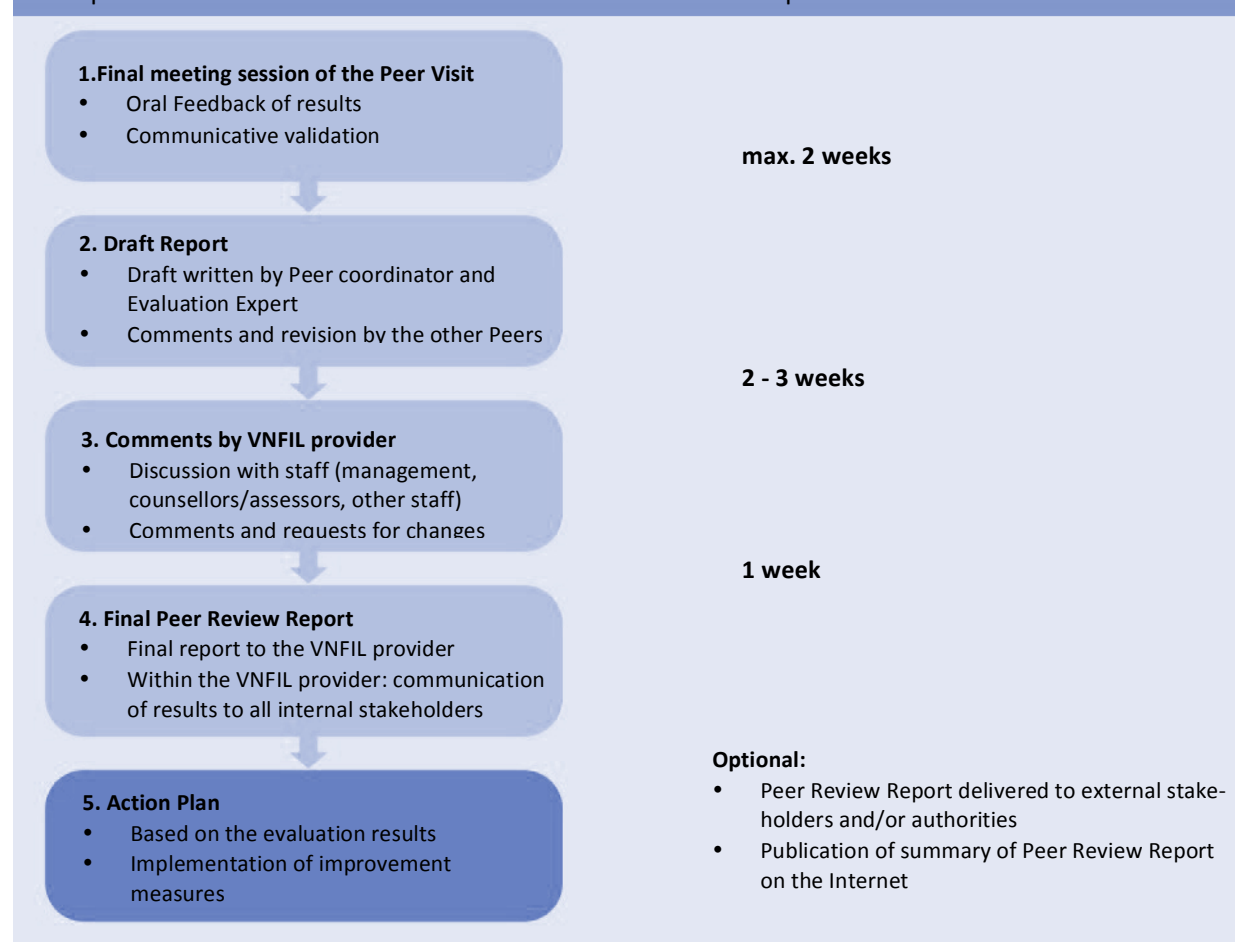 1.Final meeting session of the Peer Visit
• Oral Feedback of results
• Communicative validation
max. 2 weeks
2. Draft Report
• Draft written by Peer coordinator and
Evaluation Expert
• Comments and revision by the other Peers
2 - 3 weeks
3. Comments by VNFIL provider
• Discussion with staff (management,
counsellors/assessors, other staff)
• Comments and requests for changes
1 week
4. Final Peer Review Report
• Final report to the VNFIL provider
• Within the VNFIL provider: communication
of results to all internal stakeholders
5. Action Plan
• Based on the evaluation results
• Implementation of improvement
measures
Optional:
• Peer Review Report delivered to external stake-
holders and/or authorities
• Publication of summary of Peer Review Report
on the Internet